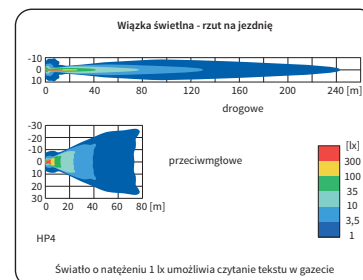 Wiązka świetlna - rzut na jezdnię
-10
0
10
0 40 80 120 160 200 240 [m]
drogowe
-30
-20
-10
0
10
20
30
0 20 40 60 80 [m]
przeciwmgłowe
[lx]
300
100
35
10
3,5
1
HP4
Światło o natężeniu 1 lx umożliwia czytanie tekstu w gazecie